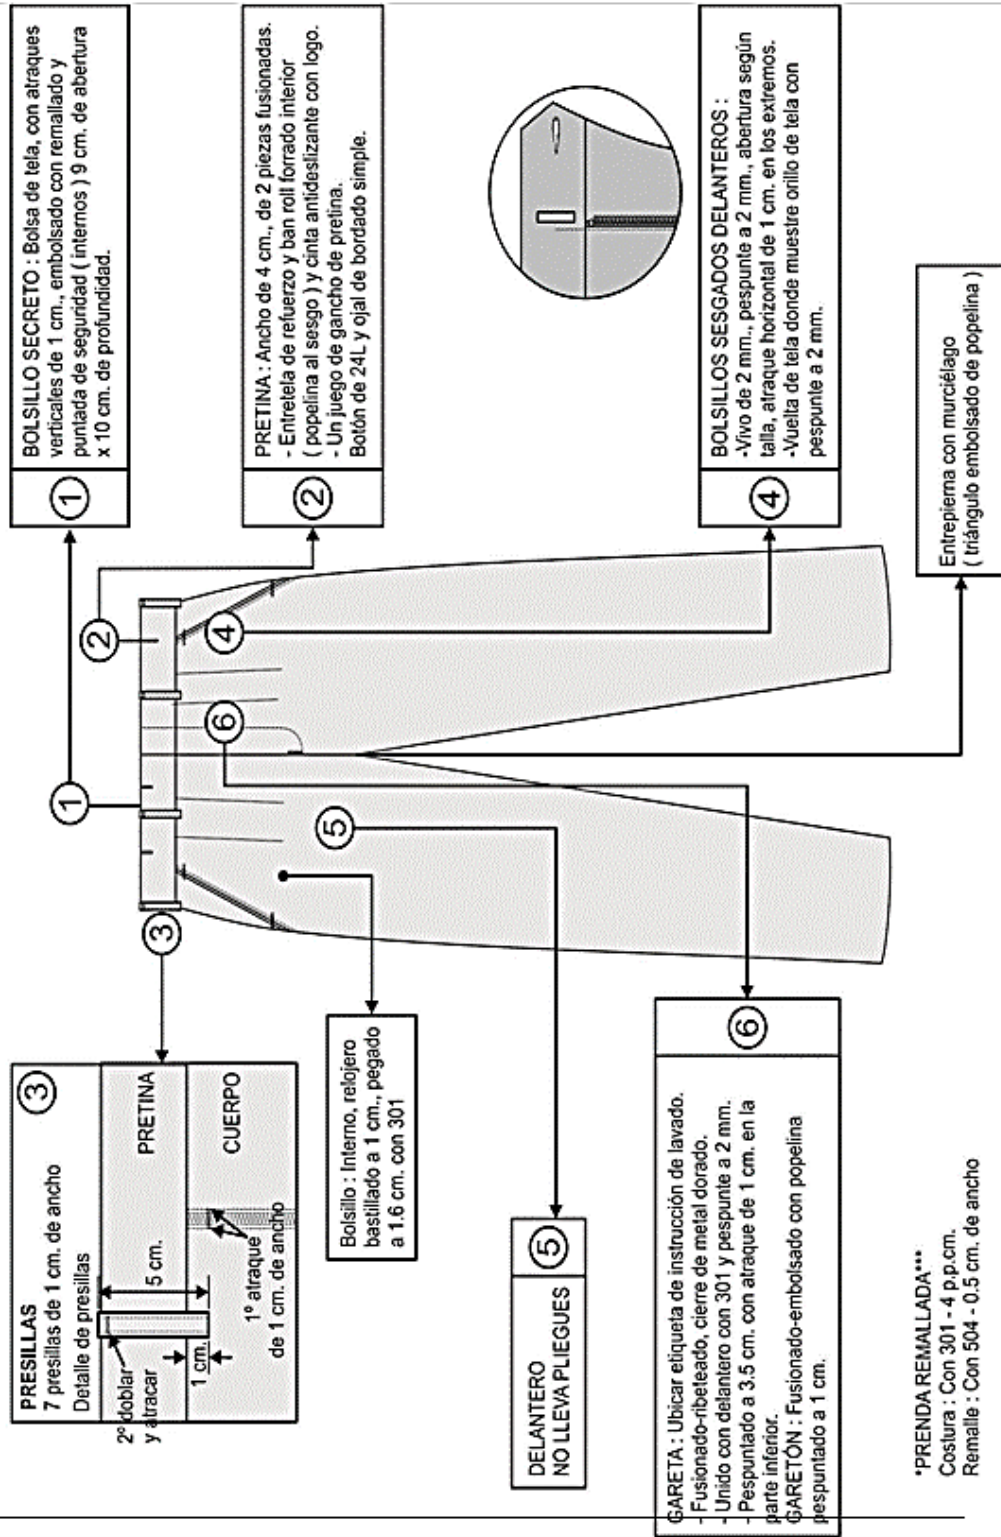 PRESILLAS
7 presillas de 1 cm. de ancho
Detalle de presillas
3
2º doblar
y atracar
5 cm.
1 cm.
PRETINA
CUERPO
1º atraque
de 1 cm. de ancho
3
1
2
4
6
5
BOLSILLO SECRETO : Bolsa de tela, con atraques
verticales de 1 cm., embolsado con remallado y
puntada de seguridad ( internos ) 9 cm. de abertura
x 10 cm. de profundidad.
1
PRETINA : Ancho de 4 cm., de 2 piezas fusionadas.
- Entretela de refuerzo y ban roll forrado interior
( popelina al sesgo ) y cinta antideslizante con logo.
- Un juego de gancho de pretina.
Botón de 24L y ojal de bordado simple.
2
Bolsillo : Interno, relojero
bastillado a 1 cm., pegado
a 1.6 cm. con 301
DELANTERO
NO LLEVA PLIEGUES
5
BOLSILLOS SESGADOS DELANTEROS :
-Vivo de 2 mm., pespunte a 2 mm., abertura según
talla, atraque horizontal de 1 cm. en los extremos.
-Vuelta de tela donde muestre orillo de tela con
pespunte a 2 mm.
4
GARETA : Ubicar etiqueta de instrucción de lavado.
- Fusionado-ribeteado, cierre de metal dorado.
- Unido con delantero con 301 y pespunte a 2 mm.
- Pespuntado a 3.5 cm. con atraque de 1 cm. en la
parte inferior.
GARETÓN : Fusionado-embolsado con popelina
pespuntado a 1 cm.
6
Entrepierna con murciélago
( triángulo embolsado de popelina )
*PRENDA REMALLADA***
Costura : Con 301 - 4 p.p.cm.
Remalle : Con 504 - 0.5 cm. de ancho